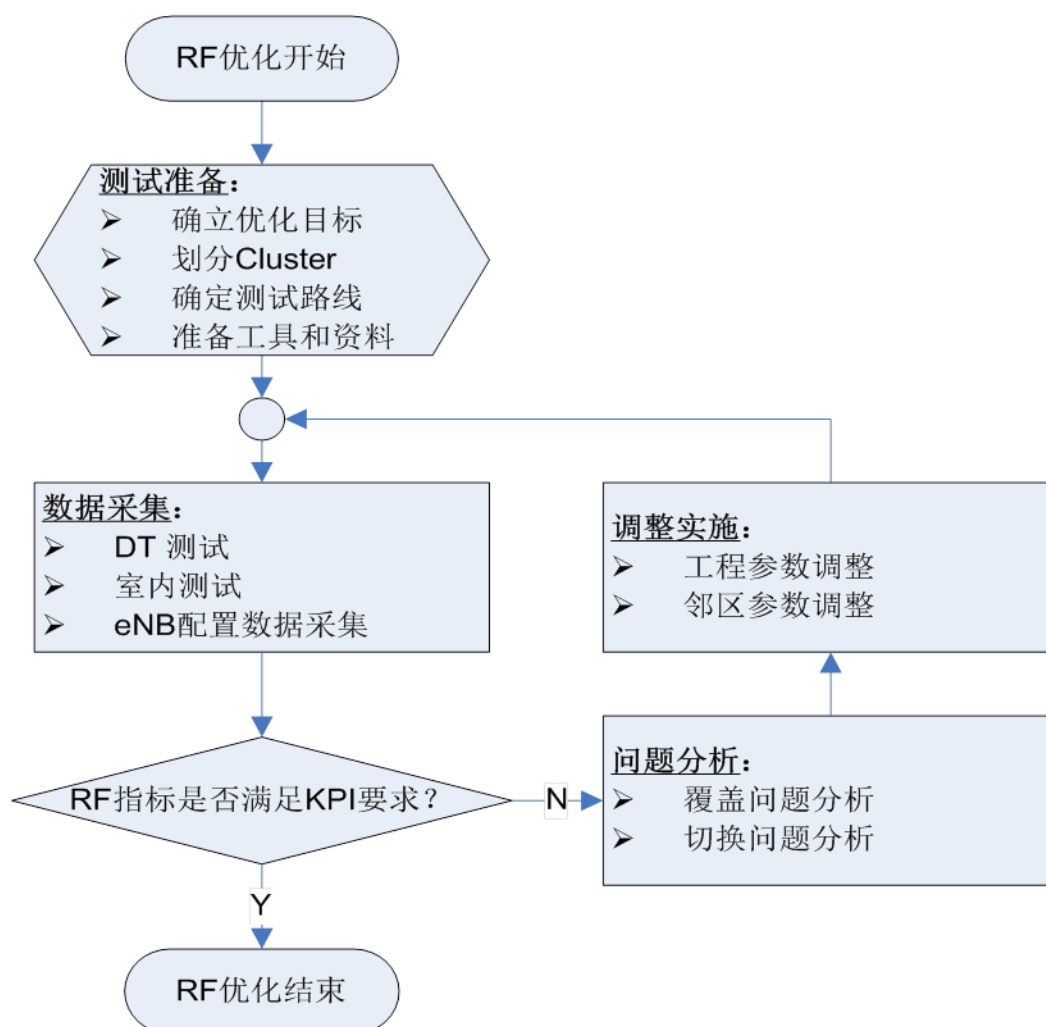 RF优化开始
测试准备：
➢ 确立优化目标
➢ 划分Cluster
➢ 确定测试路线
➢ 准备工具和资料
数据采集：
➢ DT 测试
➢ 室内测试
➢ eNB配置数据采集
调整实施：
➢ 工程参数调整
➢ 邻区参数调整
RF指标是否满足KPI要求？
N
问题分析：
➢ 覆盖问题分析
➢ 切换问题分析
Y
RF优化结束